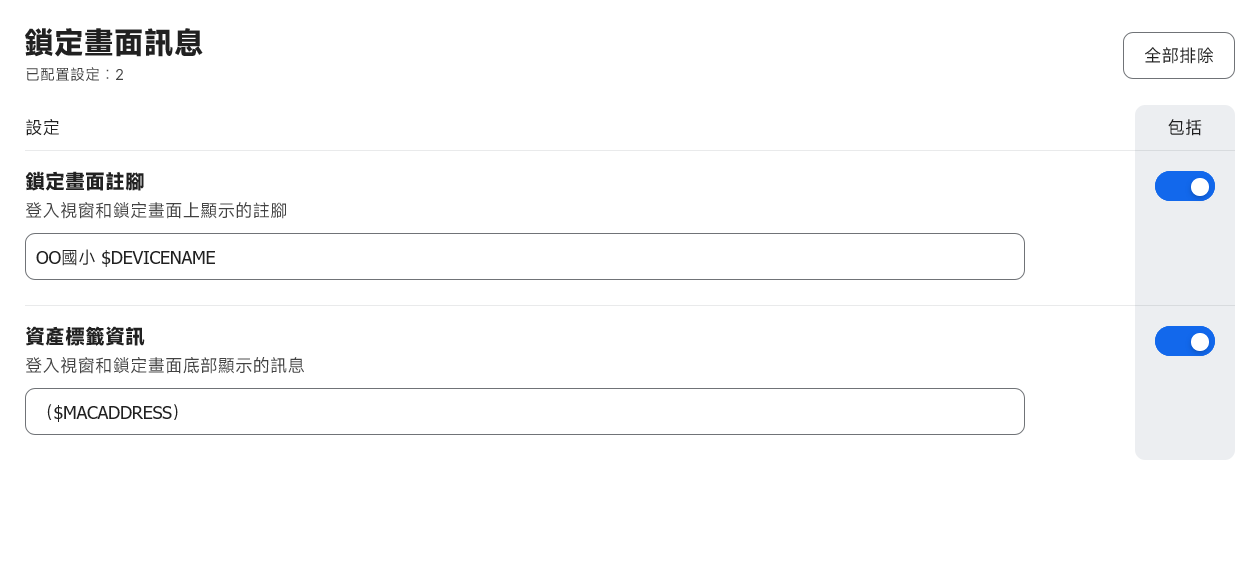 鎖定畫面訊息
已配置設定：2
全部排除
設定
包括
鎖定畫面註腳
登入視窗和鎖定畫面上顯示的註腳
OO國小 $DEVICENAME
資產標籤資訊
登入視窗和鎖定畫面底部顯示的訊息
（$MACADDRESS）